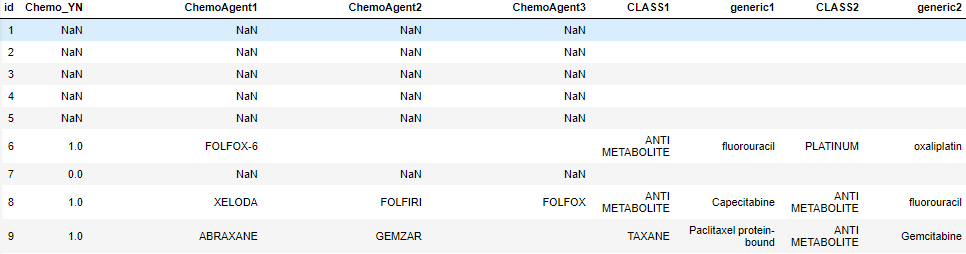 id Chemo_YN ChemoAgent1 ChemoAgent2 ChemoAgent3 CLASS1 generic1 CLASS2 generic2
1 NaN NaN NaN NaN
2 NaN NaN NaN NaN
3 NaN NaN NaN NaN
4 NaN NaN NaN NaN
5 NaN NaN NaN NaN
6 1.0 FOLFOX-6 ANTI METABOLITE fluorouracil PLATINUM oxaliplatin
7 0.0 NaN NaN NaN
8 1.0 XELODA FOLFIRI FOLFOX ANTI METABOLITE Capecitabine ANTI METABOLITE fluorouracil
9 1.0 ABRAXANE GEMZAR TAXANE Paclitaxel protein-bound ANTI METABOLITE Gemcitabine